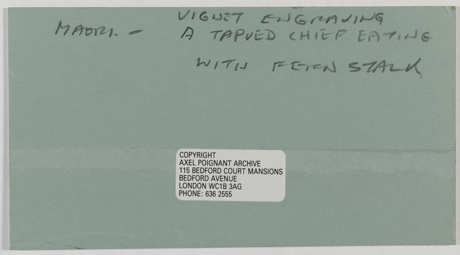 VIGNET ENGRAVING
MAORI. — A TAPUED CHIEF EATING
WITH FERN STALK
COPYRIGHT
AXEL POIGNANT ARCHIVE
115 BEDFORD COURT MANSIONS
BEDFORD AVENUE
LONDON WC1B 3AG
PHONE: 636 2555